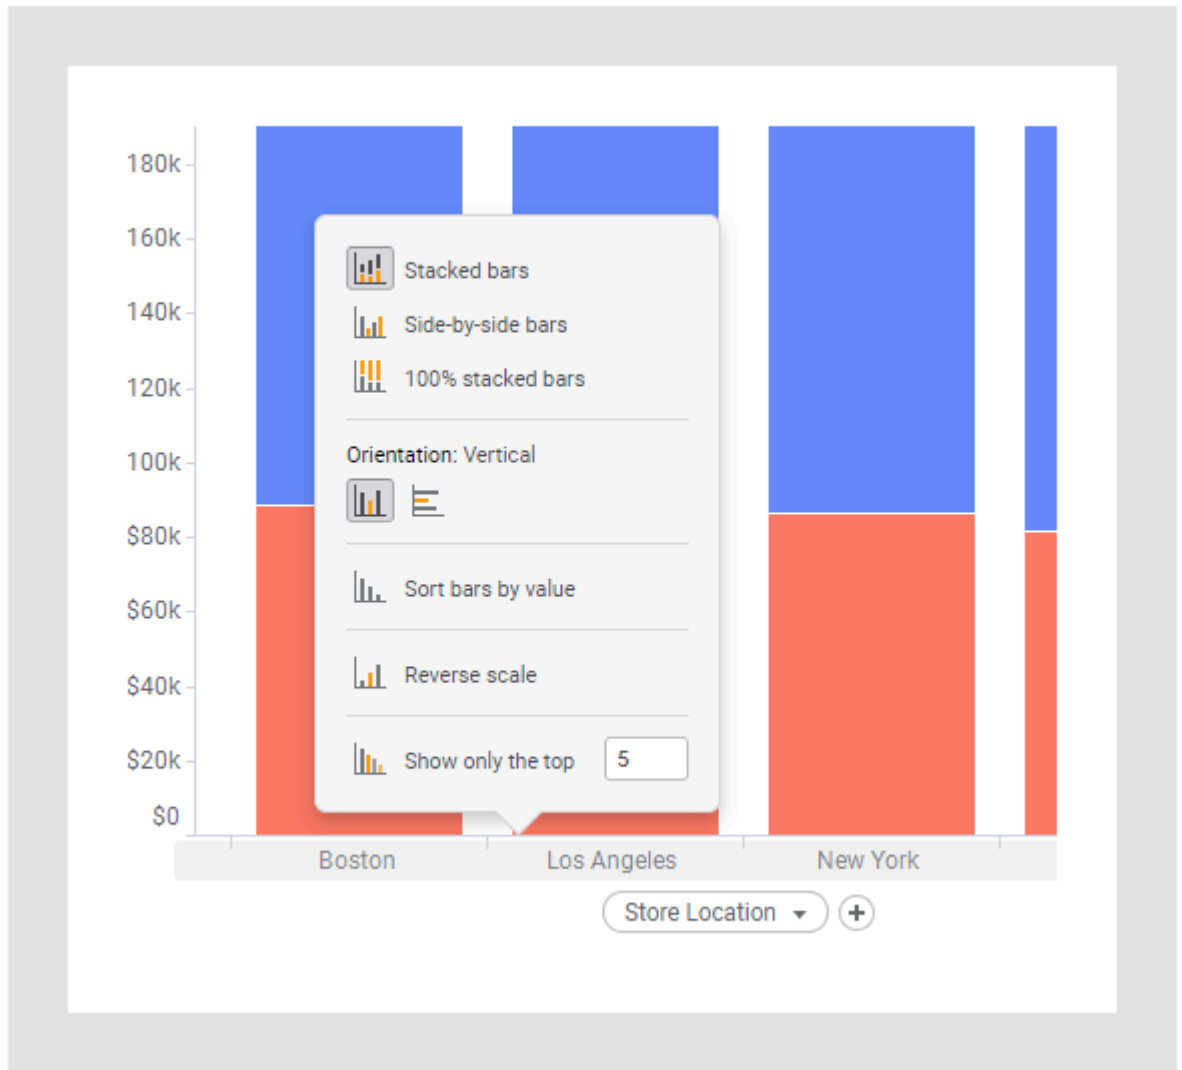 180k
160k
140k
120k
100k
$80k
$60k
$40k
$20k
$0
Stacked bars
Side-by-side bars
100% stacked bars
Orientation: Vertical
Sort bars by value
Reverse scale
Show only the top 5
Boston Los Angeles New York
Store Location